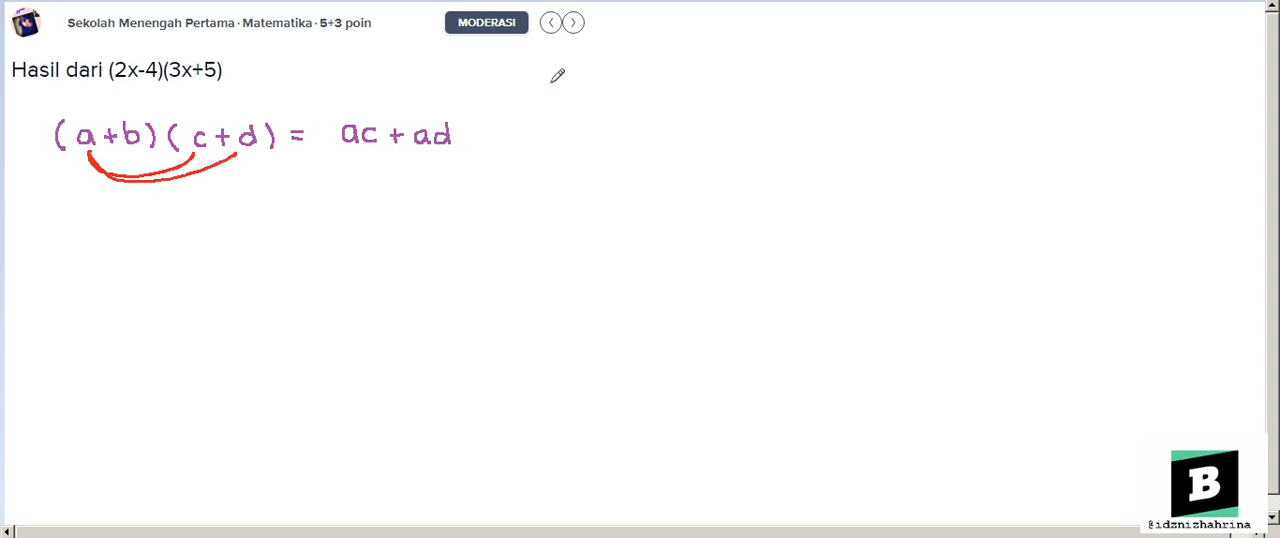 Sekolah Menengah Pertama · Matematika · 5+3 poin
MODERASI
Hasil dari (2x-4)(3x+5)
(a+b)(c+d) = ac + ad
B
@idznizhahrina